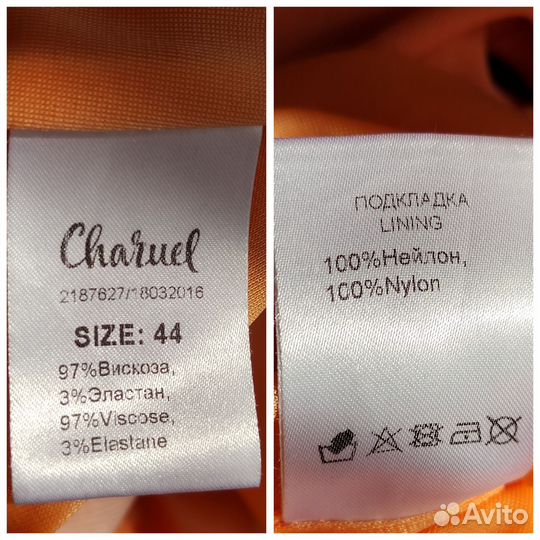 Charuel
2187627/18032016
SIZE: 44
97%Вискоза,
3%Эластан,
97%Viscose,
3%Elastane
ПОДКЛАДКА
LINING
100%Нейлон,
100%Nylon
Avito